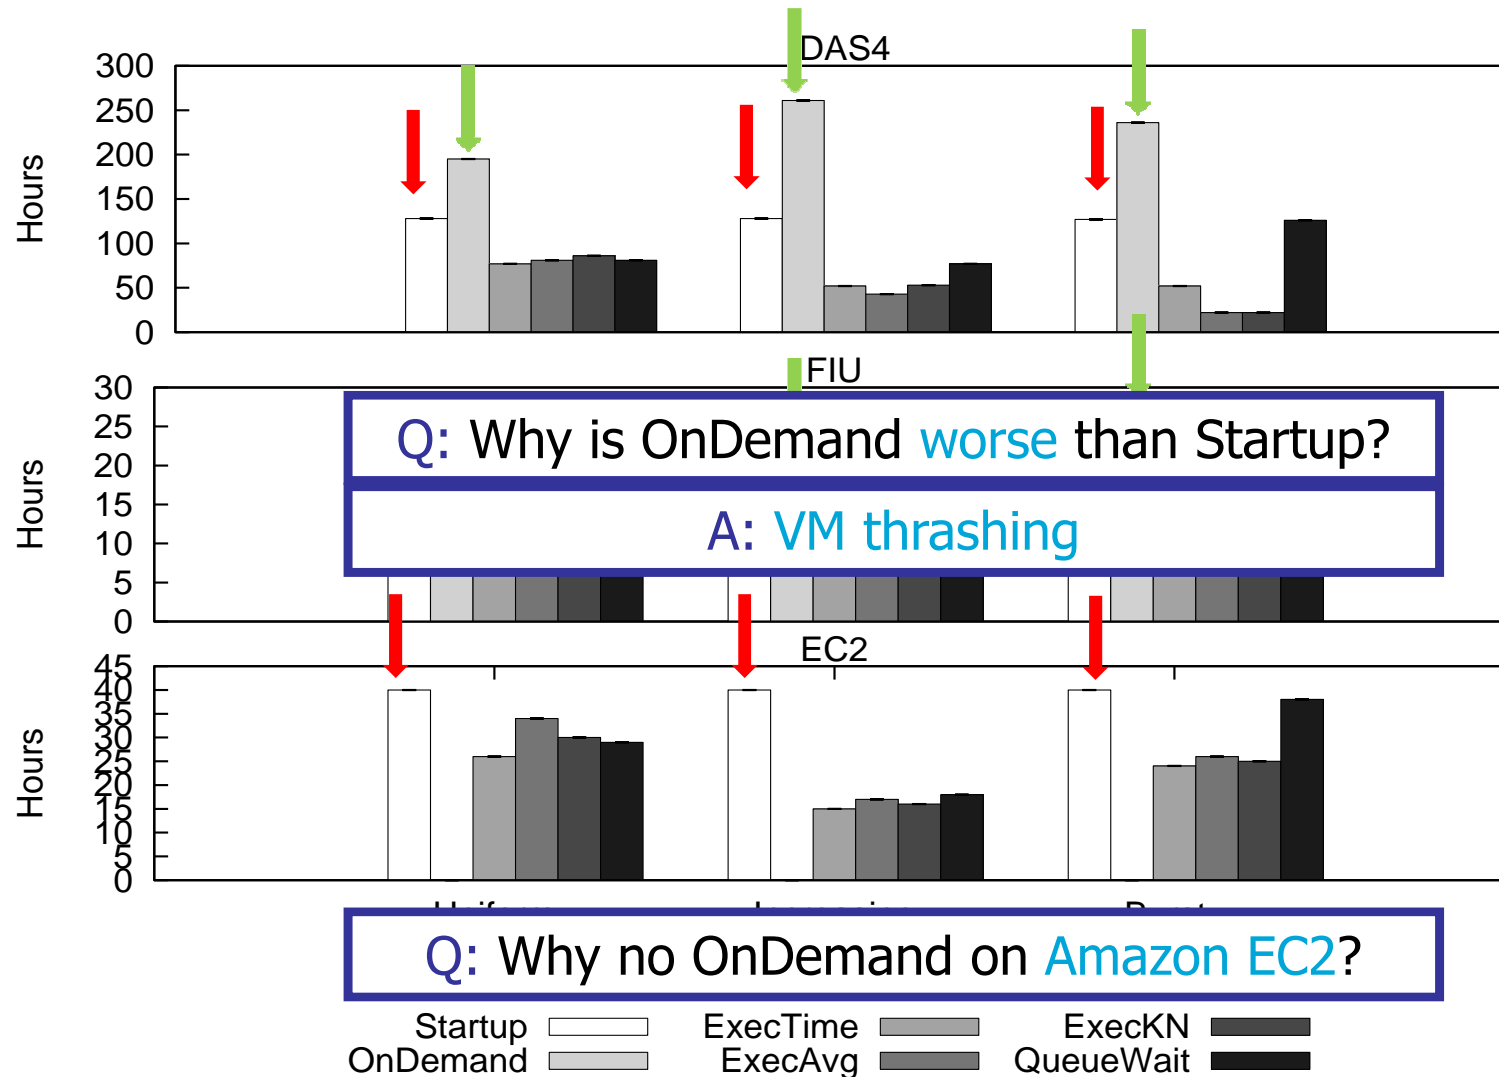 DAS4
300
250
200
150
100
50
0
Hours
FIU
30
25
20
15
10
5
0
Hours
Q: Why is OnDemand worse than Startup?
A: VM thrashing
EC2
45
40
35
30
25
20
15
10
5
0
Hours
Q: Why no OnDemand on Amazon EC2?
Startup ExecTime ExecKN
OnDemand ExecAvg QueueWait